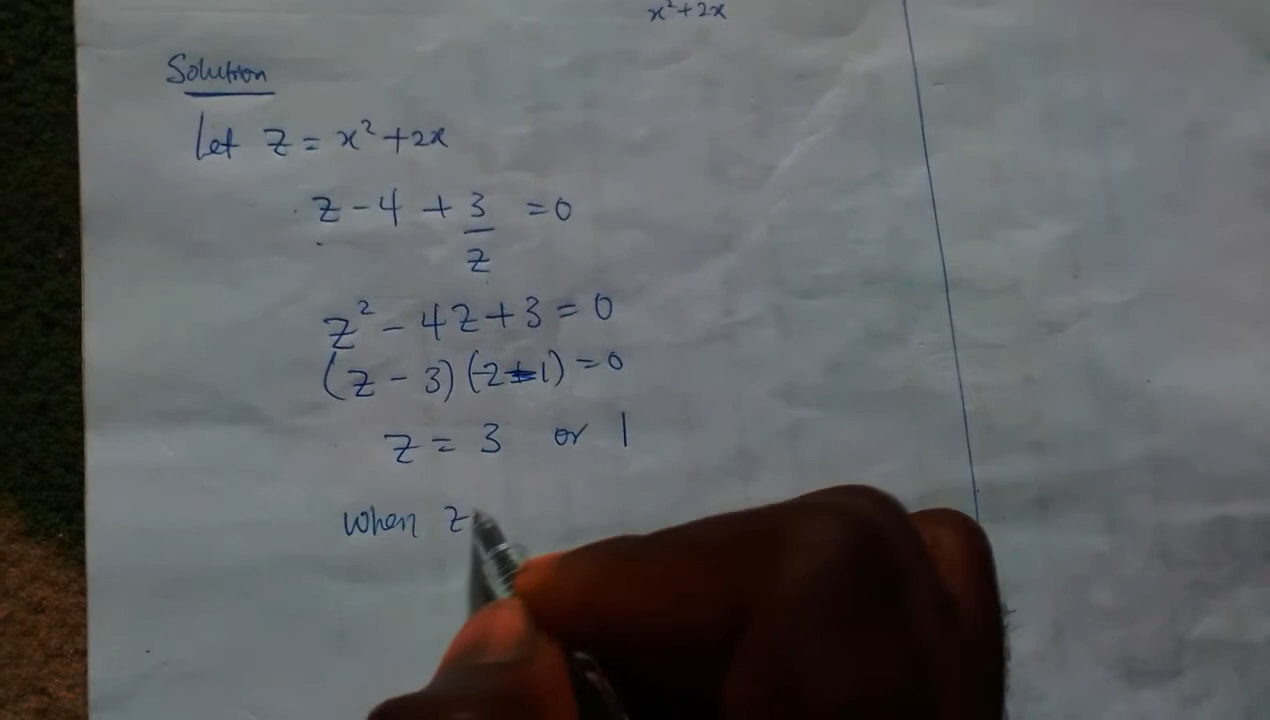 x²+2x
Solution
Let z = x²+2x
z - 4 + 3/z = 0
z² - 4z + 3 = 0
(z - 3)(z - 1) = 0
z = 3 or 1
when z